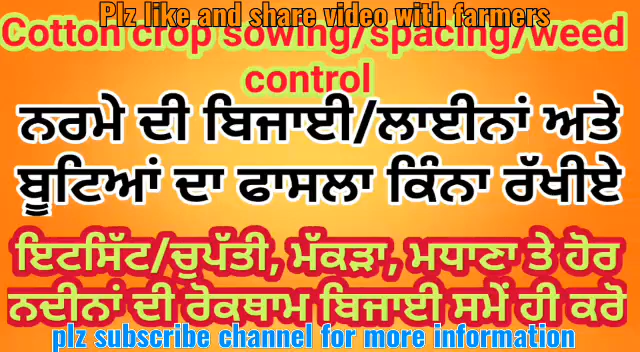 Plz like and share video with farmers
Cotton crop sowing/spacing/weed
control
ਨਰਮੇ ਦੀ ਬਿਜਾਈ/ਲਾਈਨਾਂ ਅਤੇ
ਬੂਟਿਆਂ ਦਾ ਫਾਸਲਾ ਕਿੰਨਾ ਰੱਖੀਏ
ਇਟਸਿੱਟ/ਚੁਪੱਤੀ, ਮੱਕੜਾ, ਮਧਾਣਾ ਤੇ ਹੋਰ
ਨਦੀਨਾਂ ਦੀ ਰੋਕਥਾਮ ਬਿਜਾਈ ਸਮੇਂ ਹੀ ਕਰੋ
plz subscribe channel for more information